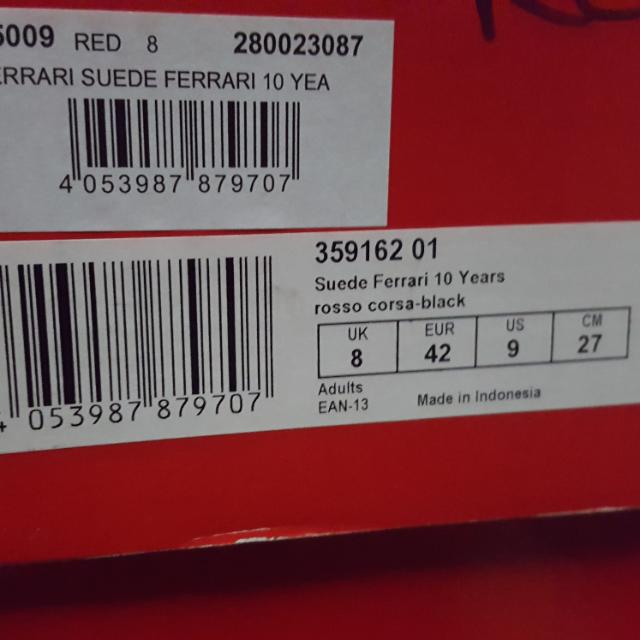 5009 RED 8 280023087
ERRARI SUEDE FERRARI 10 YEA
4 053987 879707
359162 01
Suede Ferrari 10 Years
rosso corsa-black
UK EUR US CM
8 42 9 27
Adults
EAN-13 Made in Indonesia
4 053987 879707